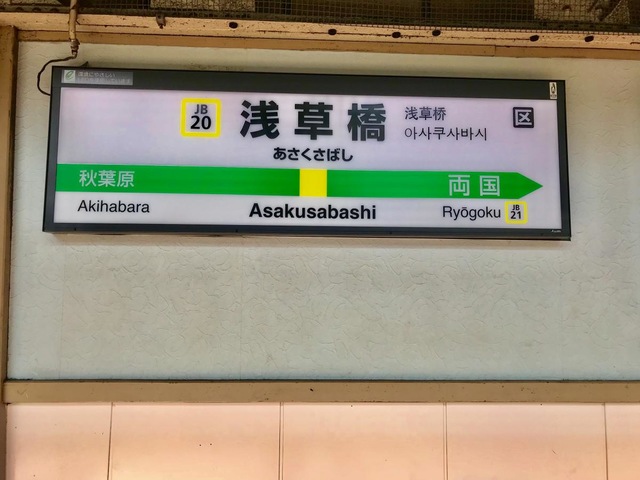 JB
20
浅草橋
浅草桥
아사쿠사바시
区
あさくさばし
秋葉原
両国
Akihabara
Asakusabashi
Ryōgoku
JB
21